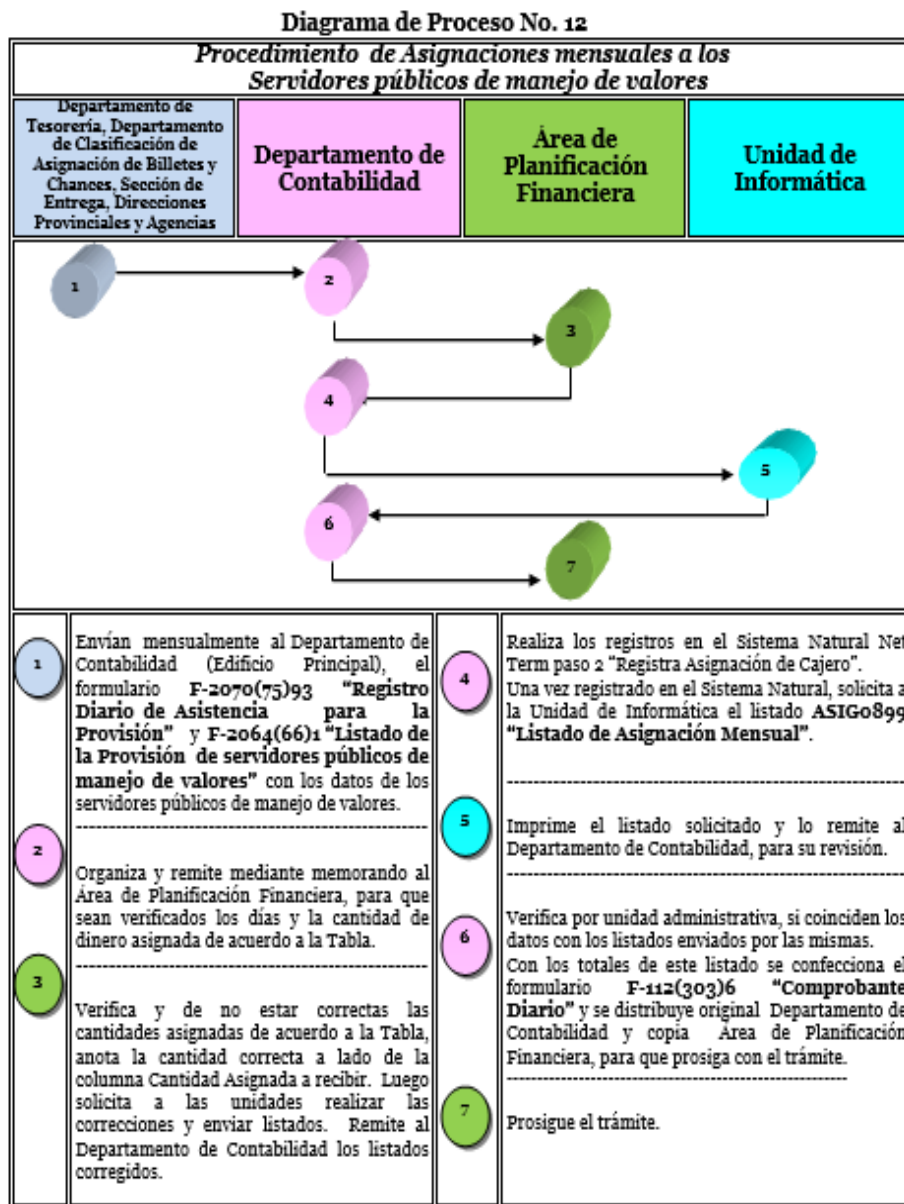 Diagrama de Proceso No. 12
Procedimiento de Asignaciones mensuales a los
Servidores públicos de manejo de valores
Departamento de
Tesorería, Departamento
de Clasificación de
Asignación de Billetes y
Chances, Sección de
Entrega, Direcciones
Provinciales y Agencias
Departamento de
Contabilidad
Área de
Planificación
Financiera
Unidad de
Informática
1
2
3
4
5
6
7
1
Envían mensualmente al Departamento de
Contabilidad (Edificio Principal), el
formulario F-2070(75)93 “Registro
Diario de Asistencia para la
Provisión” y F-2064(66)1 “Listado de
la Provisión de servidores públicos de
manejo de valores” con los datos de los
servidores públicos de manejo de valores.
2
Organiza y remite mediante memorando al
Área de Planificación Financiera, para que
sean verificados los días y la cantidad de
dinero asignada de acuerdo a la Tabla.
3
Verifica y de no estar correctas las
cantidades asignadas de acuerdo a la Tabla,
anota la cantidad correcta a lado de la
columna Cantidad Asignada a recibir. Luego
solicita a las unidades realizar las
correcciones y enviar listados. Remite al
Departamento de Contabilidad los listados
corregidos.
4
Realiza los registros en el Sistema Natural Net
Term paso 2 “Registra Asignación de Cajero”.
Una vez registrado en el Sistema Natural, solicita a
la Unidad de Informática el listado ASIG0899
“Listado de Asignación Mensual”.
5
Imprime el listado solicitado y lo remite al
Departamento de Contabilidad, para su revisión.
6
Verifica por unidad administrativa, si coinciden los
datos con los listados enviados por las mismas.
Con los totales de este listado se confecciona el
formulario F-112(303)6 “Comprobante
Diario” y se distribuye original Departamento de
Contabilidad y copia Área de Planificación
Financiera, para que prosiga con el trámite.
7
Prosigue el trámite.